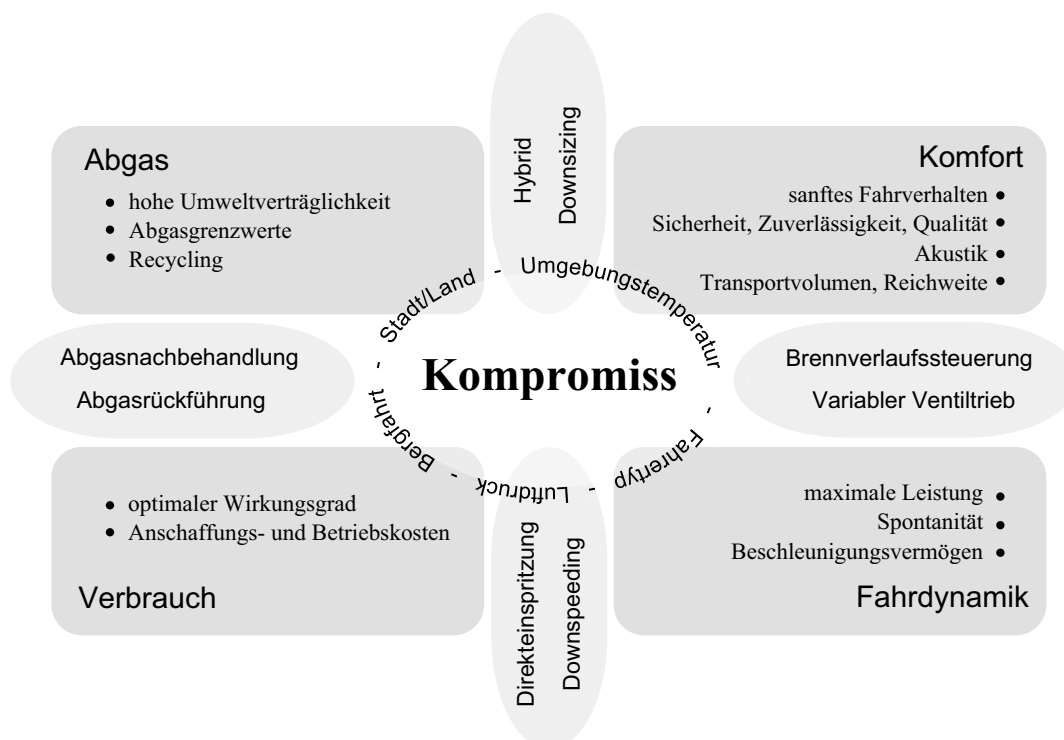 Hybrid
Downsizing
Abgas
• hohe Umweltverträglichkeit
• Abgasgrenzwerte
• Recycling
Komfort
sanftes Fahrverhalten •
Sicherheit, Zuverlässigkeit, Qualität •
Akustik •
Transportvolumen, Reichweite •
Stadt/Land - Umgebungstemperatur - Fahrertyp - Luftdruck - Bergfahrt -
Kompromiss
Abgasnachbehandlung
Abgasrückführung
Brennverlaufssteuerung
Variabler Ventiltrieb
• optimaler Wirkungsgrad
• Anschaffungs- und Betriebskosten
Verbrauch
maximale Leistung •
Spontanität •
Beschleunigungsvermögen •
Fahrdynamik
Direkteinspritzung
Downspeeding